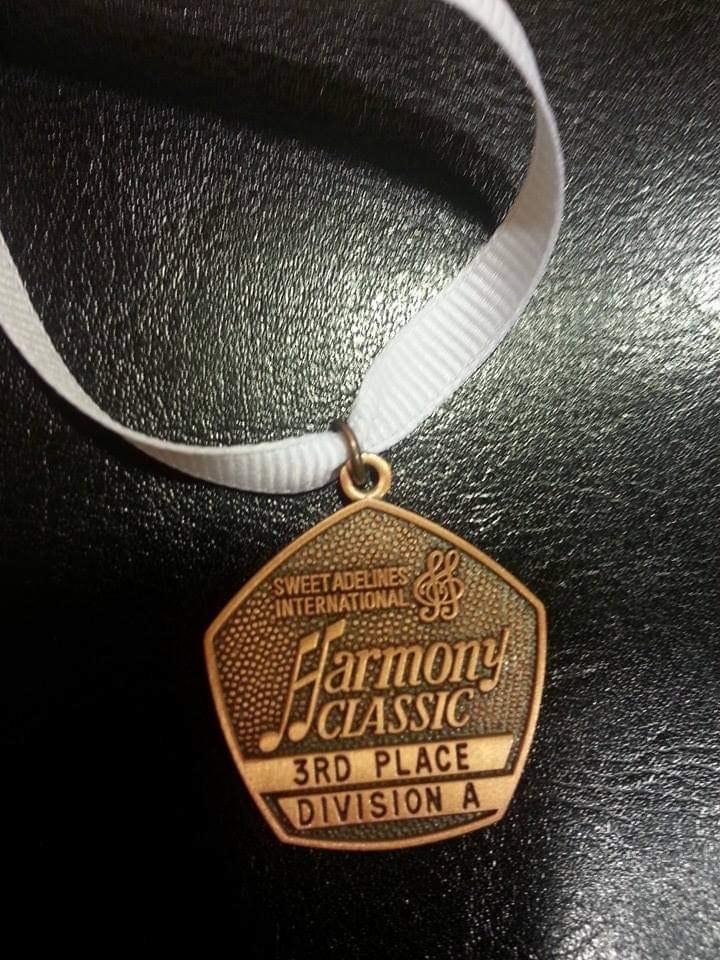 SWEET ADELINES
INTERNATIONAL
Harmony
CLASSIC
3RD PLACE
DIVISION A